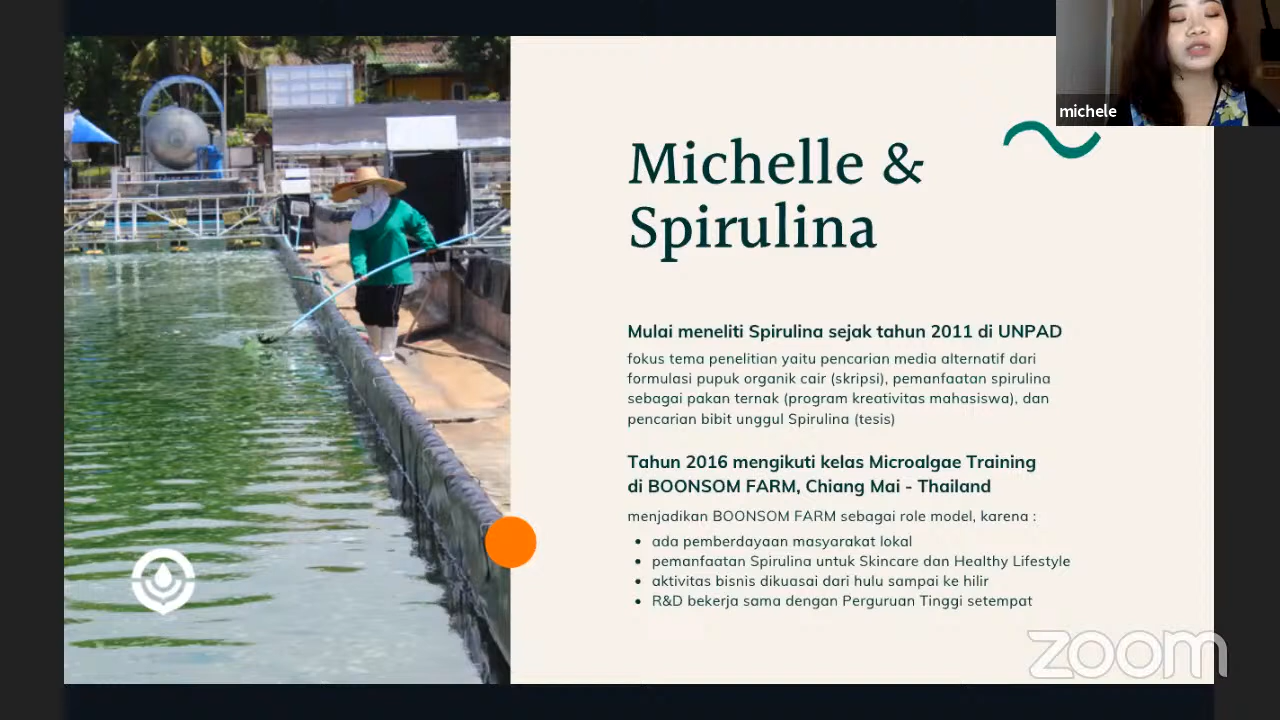 michele
Michelle &
Spirulina
Mulai meneliti Spirulina sejak tahun 2011 di UNPAD
fokus tema penelitian yaitu pencarian media alternatif dari
formulasi pupuk organik cair (skripsi), pemanfaatan spirulina
sebagai pakan ternak (program kreativitas mahasiswa), dan
pencarian bibit unggul Spirulina (tesis)
Tahun 2016 mengikuti kelas Microalgae Training
di BOONSOM FARM, Chiang Mai - Thailand
menjadikan BOONSOM FARM sebagai role model, karena :
• ada pemberdayaan masyarakat lokal
• pemanfaatan Spirulina untuk Skincare dan Healthy Lifestyle
• aktivitas bisnis dikuasai dari hulu sampai ke hilir
• R&D bekerja sama dengan Perguruan Tinggi setempat
zoom